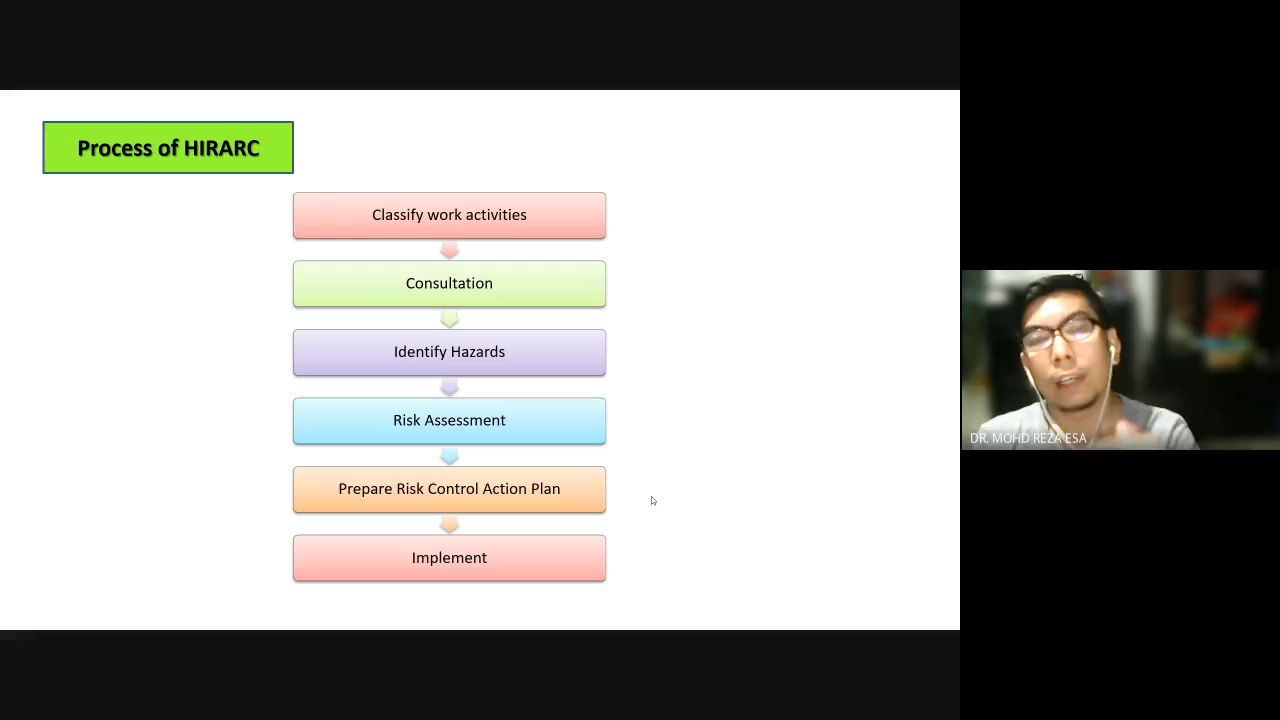 Process of HIRARC
Classify work activities
Consultation
Identify Hazards
Risk Assessment
Prepare Risk Control Action Plan
Implement
DR. MOHD REZA ESA